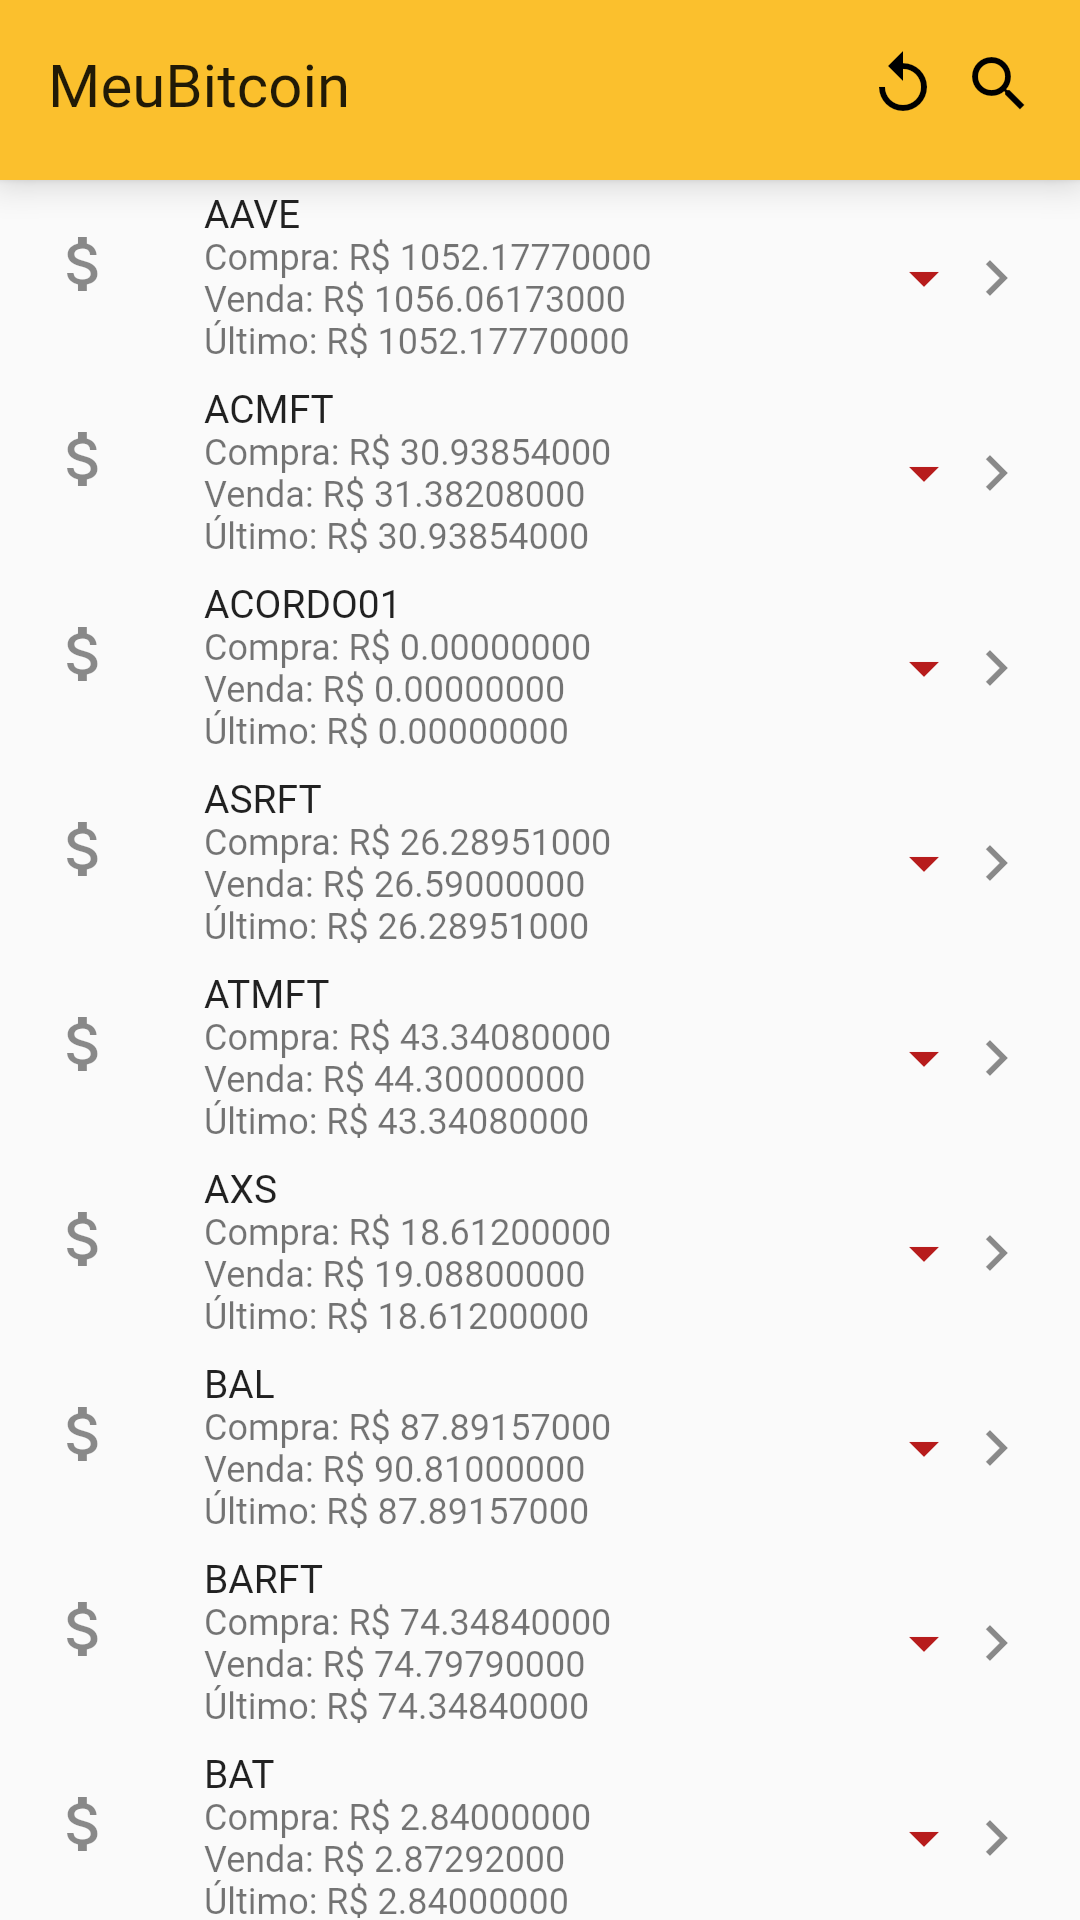 MeuBitcoin
AAVE
Compra: R$ 1052.17770000
Venda: R$ 1056.06173000
Último: R$ 1052.17770000
$
ACMFT
Compra: R$ 30.93854000
Venda: R$ 31.38208000
Último: R$ 30.93854000
$
ACORDO01
Compra: R$ 0.00000000
Venda: R$ 0.00000000
Último: R$ 0.00000000
$
ASRFT
Compra: R$ 26.28951000
Venda: R$ 26.59000000
Último: R$ 26.28951000
$
ATMFT
Compra: R$ 43.34080000
Venda: R$ 44.30000000
Último: R$ 43.34080000
$
AXS
Compra: R$ 18.61200000
Venda: R$ 19.08800000
Último: R$ 18.61200000
$
BAL
Compra: R$ 87.89157000
Venda: R$ 90.81000000
Último: R$ 87.89157000
$
BARFT
Compra: R$ 74.34840000
Venda: R$ 74.79790000
Último: R$ 74.34840000
$
BAT
Compra: R$ 2.84000000
Venda: R$ 2.87292000
Último: R$ 2.84000000
$